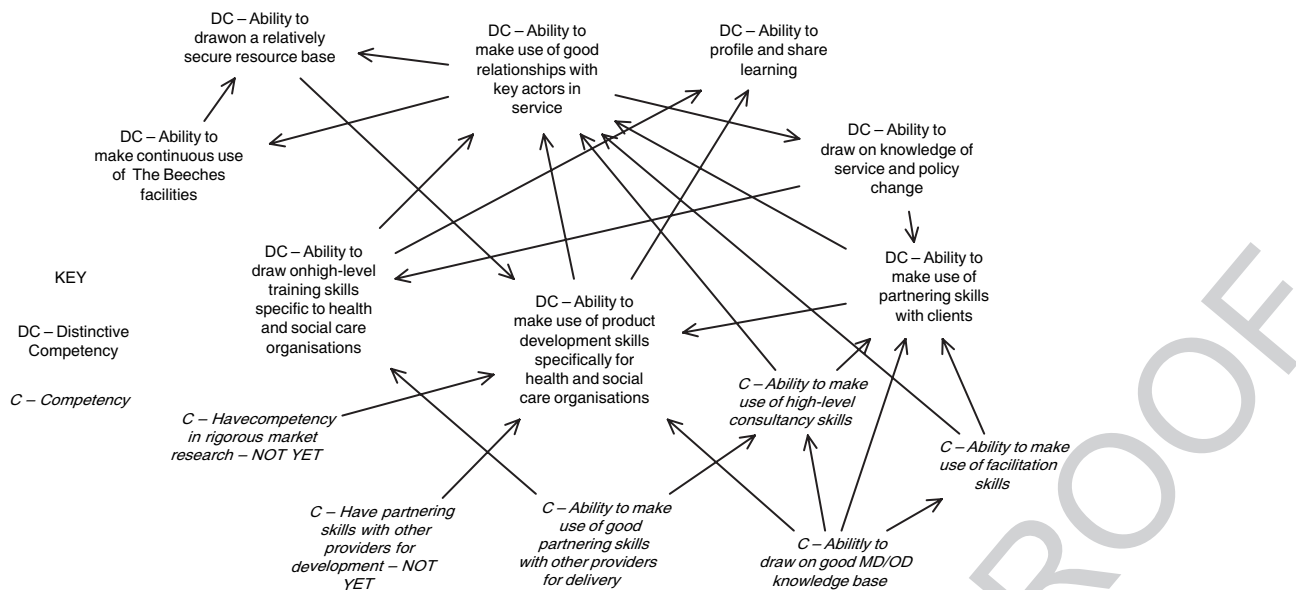 DC – Ability to
drawon a relatively
secure resource base
DC – Ability to
make use of good
relationships with
key actors in
service
DC – Ability to
profile and share
learning
DC – Ability to
make continuous use
of The Beeches
facilities
DC – Ability to
draw on knowledge of
service and policy
change
KEY
DC – Distinctive
Competency
C – Competency
DC – Ability to
draw onhigh-level
training skills
specific to health
and social care
organisations
DC – Ability to
make use of product
development skills
specifically for
health and social
care organisations
DC – Ability to
make use of
partnering skills
with clients
C – Havecompetency
in rigorous market
research – NOT YET
C – Ability to make
use of high-level
consultancy skills
C – Ability to make
use of facilitation
skills
C – Have partnering
skills with other
providers for
development – NOT
YET
C – Ability to make
use of good
partnering skills
with other providers
for delivery
C – Abilitly to
draw on good MD/OD
knowledge base
ROOF